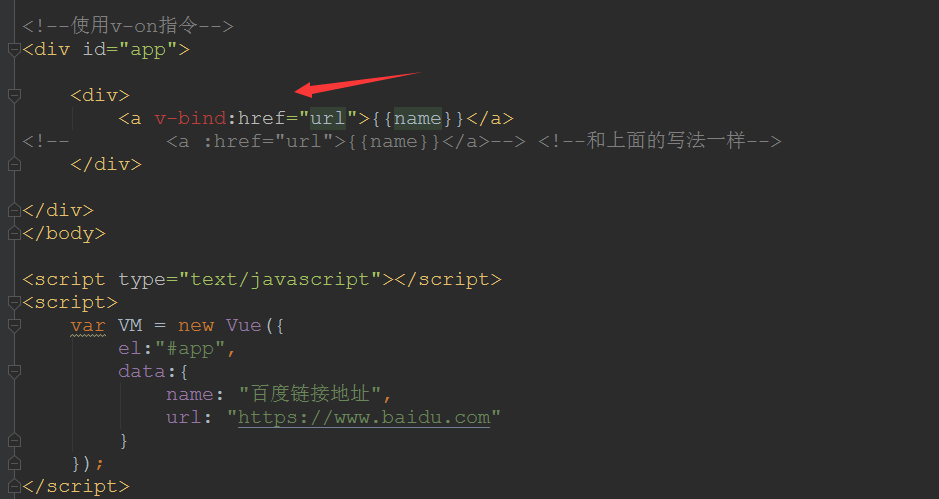 <!--使用v-on指令-->
<div id="app">
<div>
<a v-bind:href="url">{{name}}</a>
<!--        <a :href="url">{{name}}</a>--> <!--和上面的写法一样-->
</div>
</div>
</body>
<script type="text/javascript"></script>
<script>
var VM = new Vue({
el:"#app",
data:{
name: "百度链接地址",
url: "https://www.baidu.com"
}
});
</script>